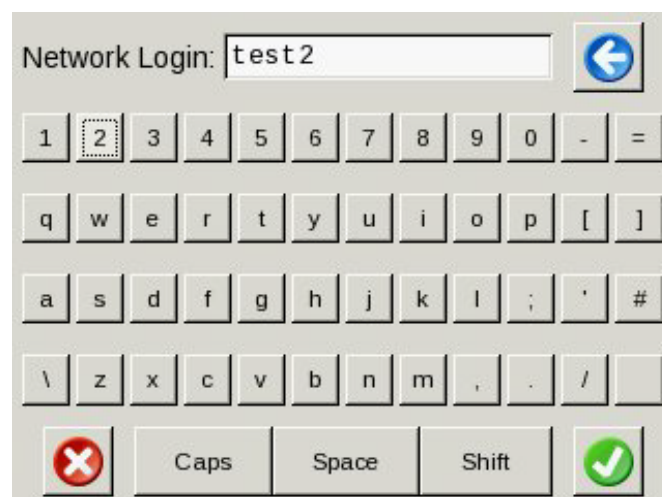 Network Login: test2
1 2 3 4 5 6 7 8 9 0 - =
q w e r t y u i o p [ ]
a s d f g h j k l ; ' #
\ z x c v b n m , . /
Caps Space Shift